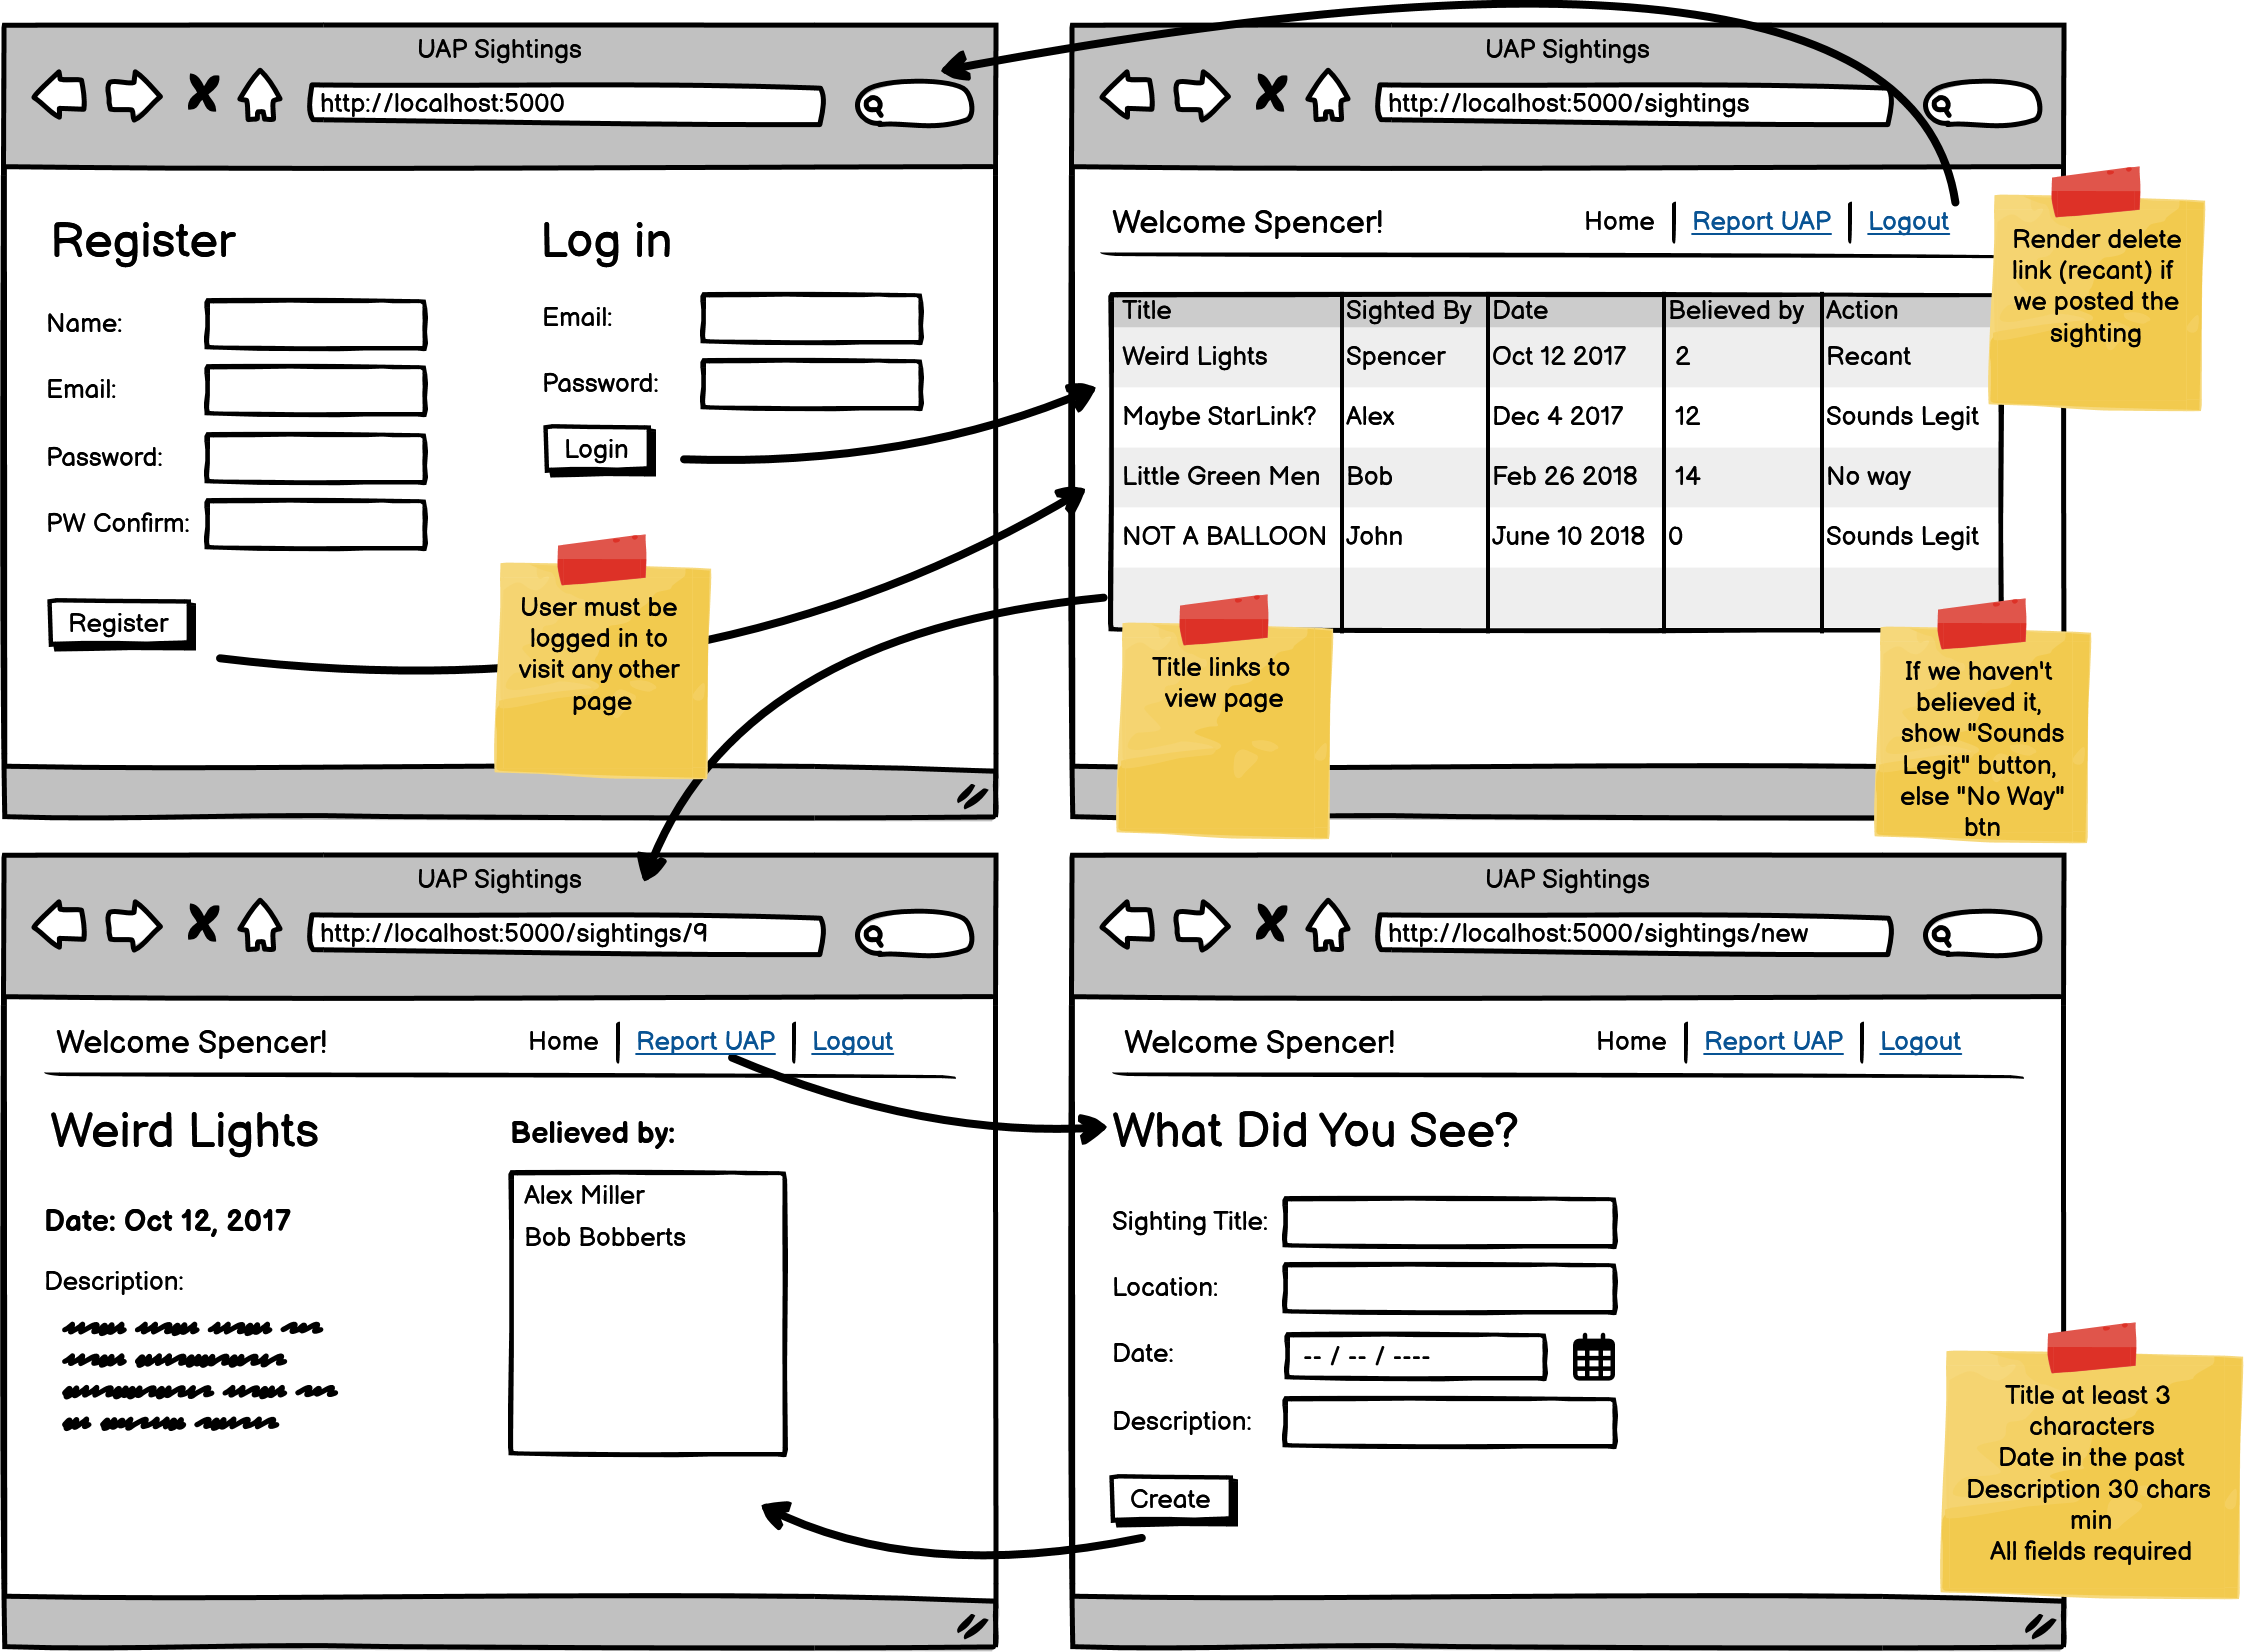 UAP Sightings
http://localhost:5000
Register
Name:
Email:
Password:
PW Confirm:
Register
Log in
Email:
Password:
Login
User must be
logged in to
visit any other
page
UAP Sightings
http://localhost:5000/sightings
Welcome Spencer!
Home Report UAP Logout
Title Sighted By Date Believed by Action
Weird Lights Spencer Oct 12 2017 2 Recant
Maybe StarLink? Alex Dec 4 2017 12 Sounds Legit
Little Green Men Bob Feb 26 2018 14 No way
NOT A BALLOON John June 10 2018 0 Sounds Legit
Render delete
link (recant) if
we posted the
sighting
Title links to
view page
If we haven't
believed it,
show "Sounds
Legit" button,
else "No Way"
btn
UAP Sightings
http://localhost:5000/sightings/9
Welcome Spencer!
Home Report UAP Logout
Weird Lights
Date: Oct 12, 2017
Description:
Believed by:
Alex Miller
Bob Bobberts
UAP Sightings
http://localhost:5000/sightings/new
Welcome Spencer!
Home Report UAP Logout
What Did You See?
Sighting Title:
Location:
Date: -- / -- / ----
Description:
Create
Title at least 3
characters
Date in the past
Description 30 chars
min
All fields required